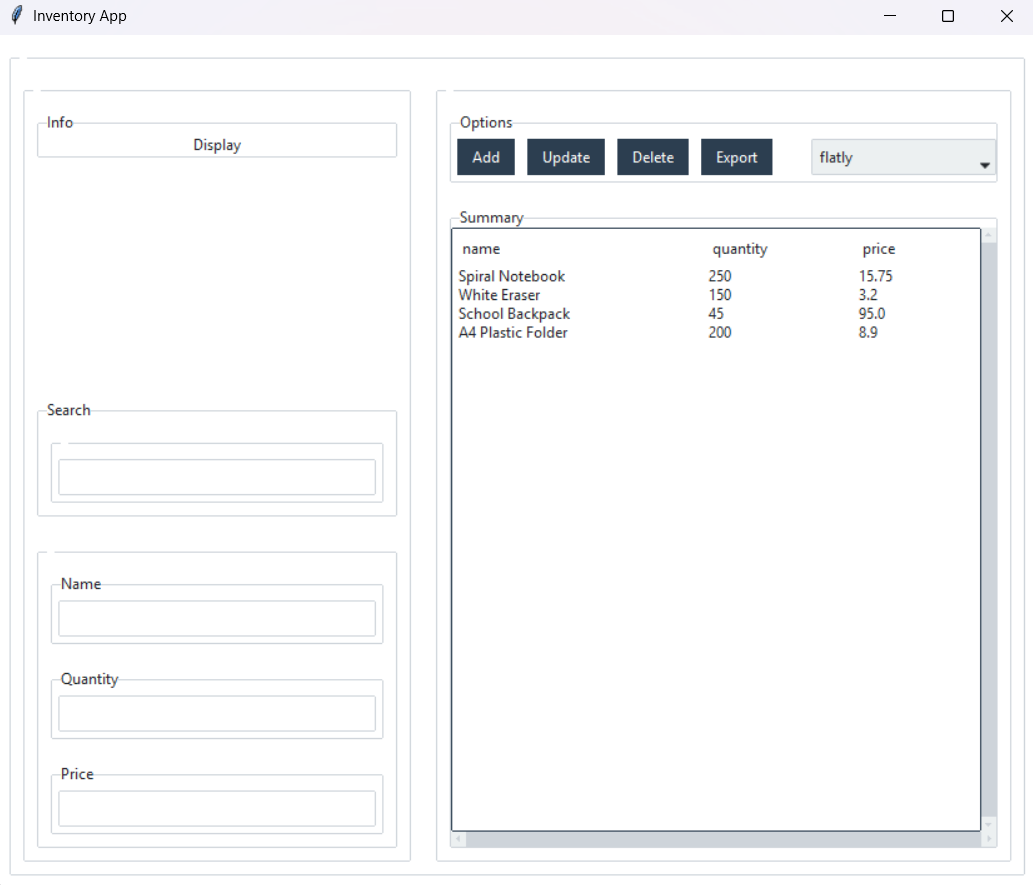 Inventory App
Info
Display
Search
Name
Quantity
Price
Options
Add Update Delete Export flatly
Summary
name quantity price
Spiral Notebook 250 15.75
White Eraser 150 3.2
School Backpack 45 95.0
A4 Plastic Folder 200 8.9